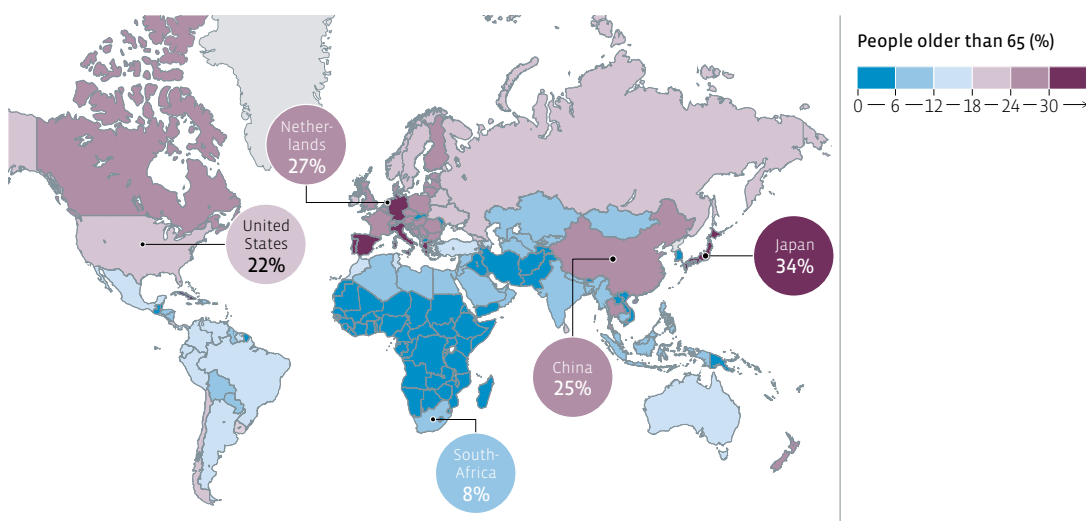 People older than 65 (%)
0 — 6 — 12 — 18 — 24 — 30 →
Nether-
lands
27%
United
States
22%
Japan
34%
China
25%
South-
Africa
8%